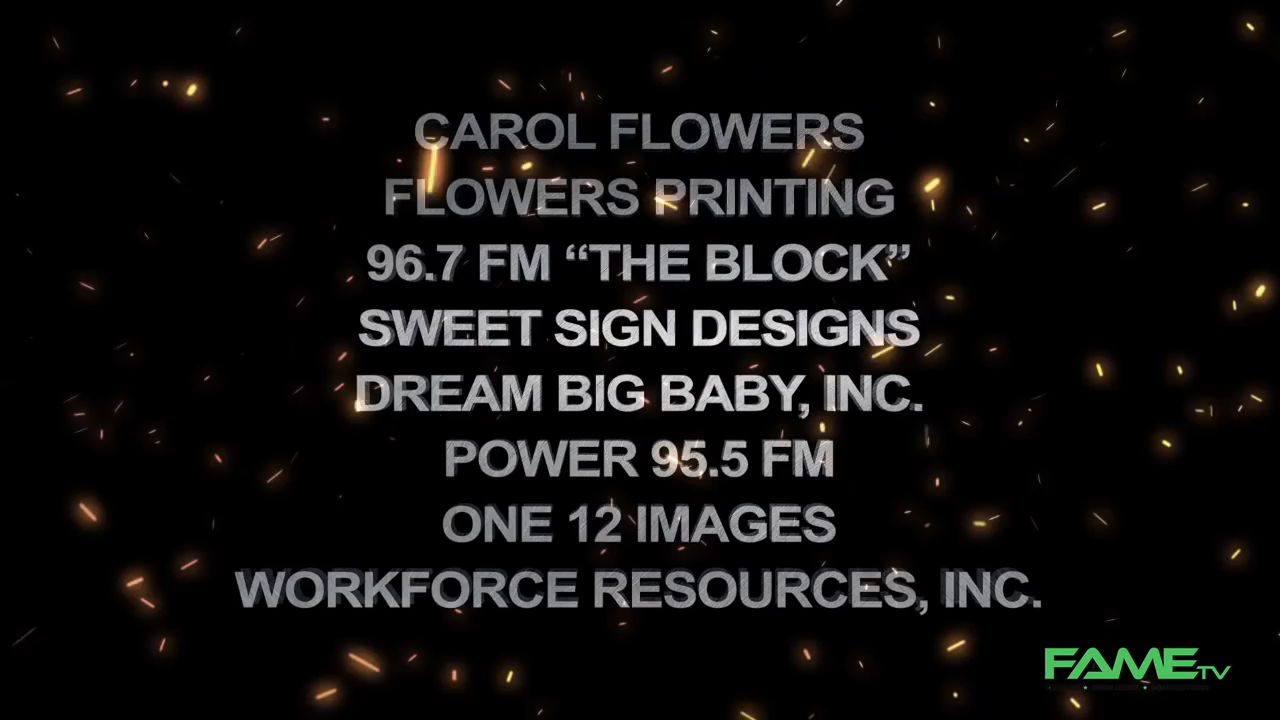 CAROL FLOWERS
FLOWERS PRINTING
96.7 FM “THE BLOCK”
SWEET SIGN DESIGNS
DREAM BIG BABY, INC.
POWER 95.5 FM
ONE 12 IMAGES
WORKFORCE RESOURCES, INC.
FAMETV